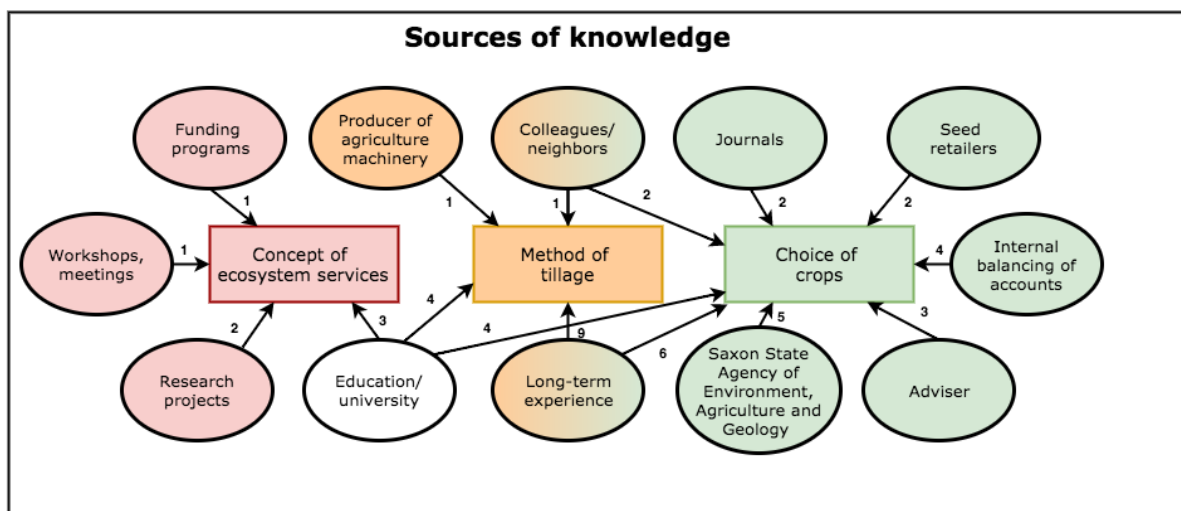 Sources of knowledge
Funding
programs
Producer of
agriculture
machinery
Colleagues/
neighbors
Journals
Seed
retailers
1
1
1
2
2
2
Workshops,
meetings
1
Concept of
ecosystem services
Method of
tillage
Choice of
crops
4
Internal
balancing of
accounts
2
3
4
4
9
6
5
3
Research
projects
Education/
university
Long-term
experience
Saxon State
Agency of
Environment,
Agriculture and
Geology
Adviser